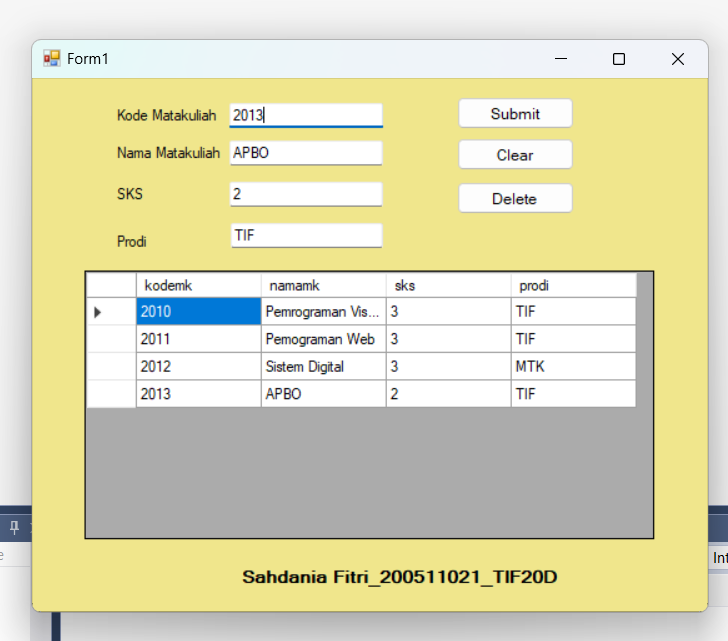 Form1
Kode Matakuliah 2013 Submit
Nama Matakuliah APBO Clear
SKS 2 Delete
Prodi TIF
kodemk namamk sks prodi
2010 Pemrograman Vis... 3 TIF
2011 Pemograman Web 3 TIF
2012 Sistem Digital 3 MTK
2013 APBO 2 TIF
Sahdania Fitri_200511021_TIF20D